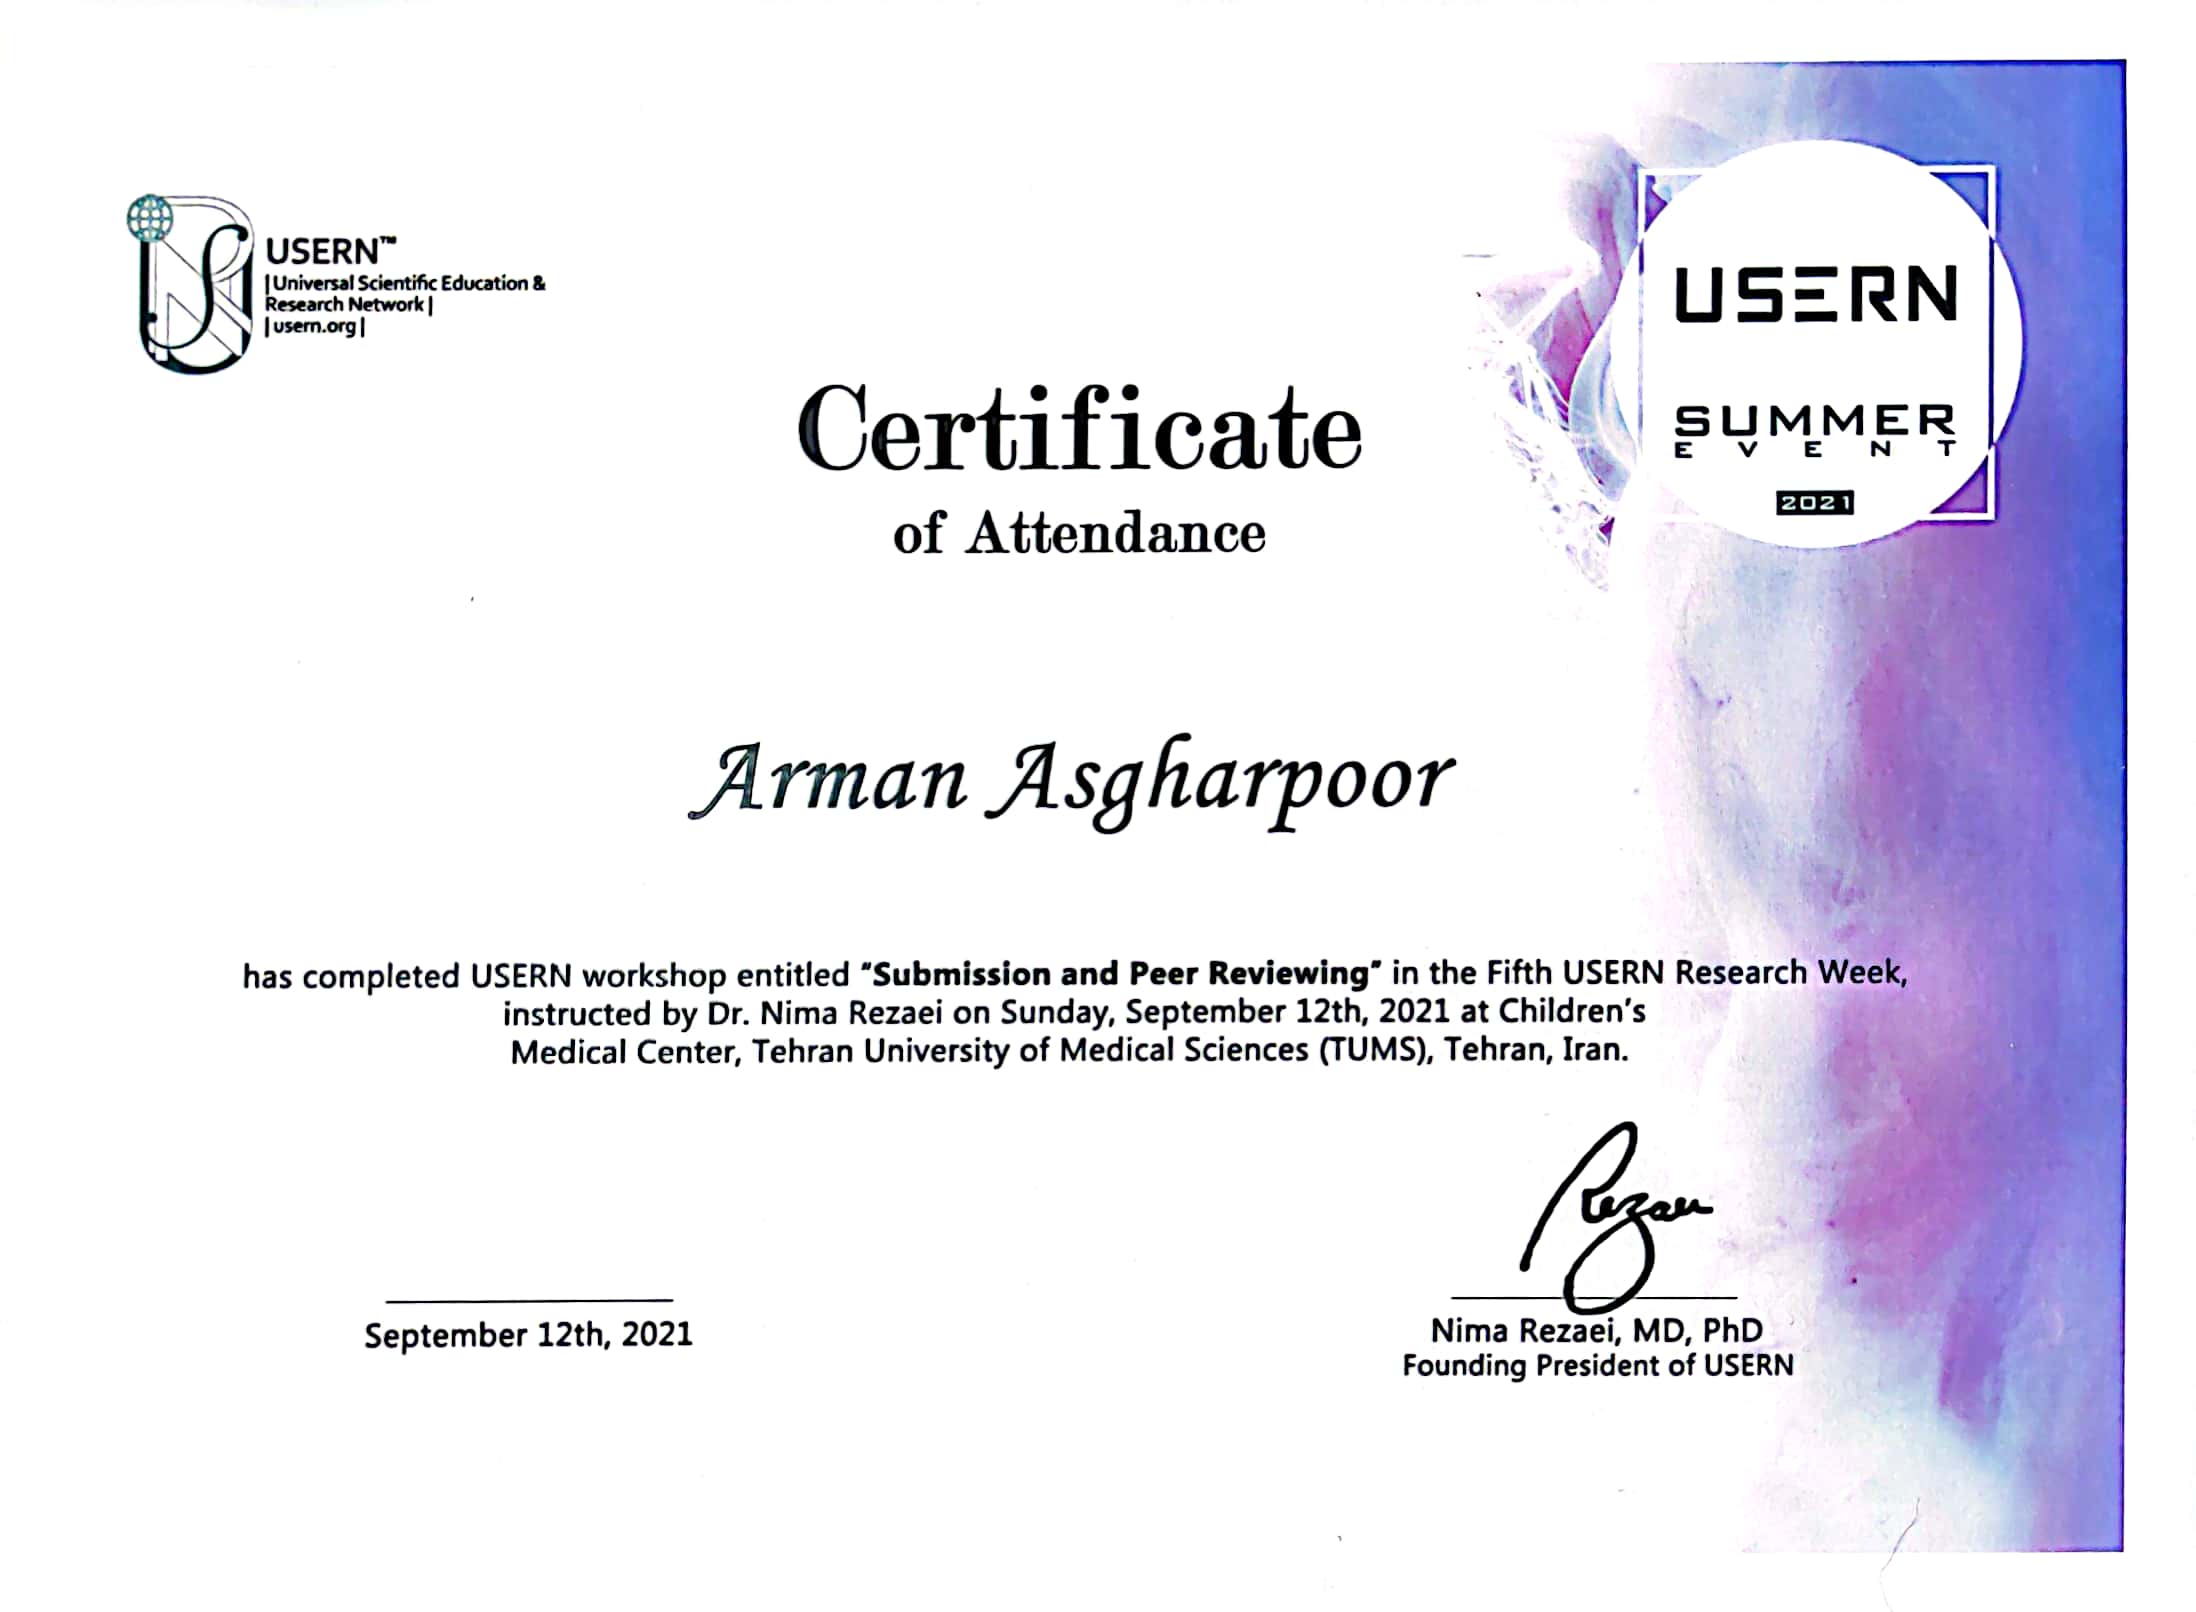 USERN™
| Universal Scientific Education &
Research Network |
| usern.org |
USERN
SUMMER
EVENT
2021
Certificate
of Attendance
Arman Asgharpoor
has completed USERN workshop entitled "Submission and Peer Reviewing" in the Fifth USERN Research Week,
instructed by Dr. Nima Rezaei on Sunday, September 12th, 2021 at Children's
Medical Center, Tehran University of Medical Sciences (TUMS), Tehran, Iran.
Rezaei
September 12th, 2021
Nima Rezaei, MD, PhD
Founding President of USERN